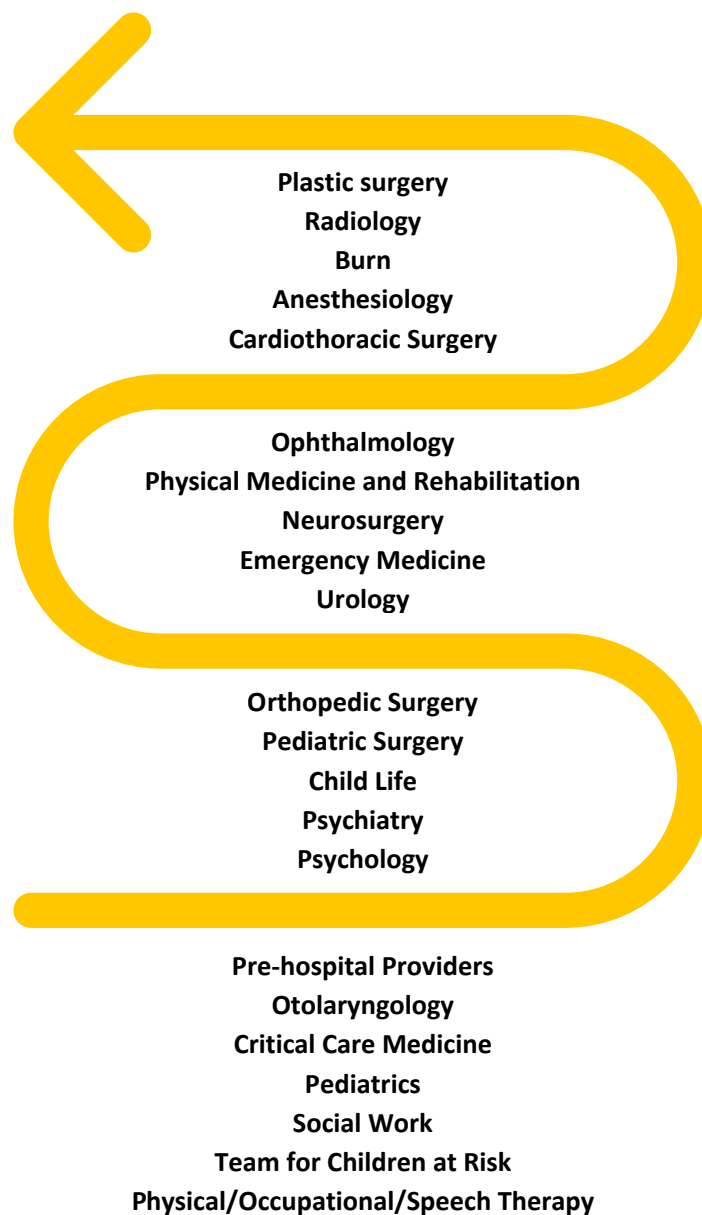 Plastic surgery
Radiology
Burn
Anesthesiology
Cardiothoracic Surgery
Ophthalmology
Physical Medicine and Rehabilitation
Neurosurgery
Emergency Medicine
Urology
Orthopedic Surgery
Pediatric Surgery
Child Life
Psychiatry
Psychology
Pre-hospital Providers
Otolaryngology
Critical Care Medicine
Pediatrics
Social Work
Team for Children at Risk
Physical/Occupational/Speech Therapy